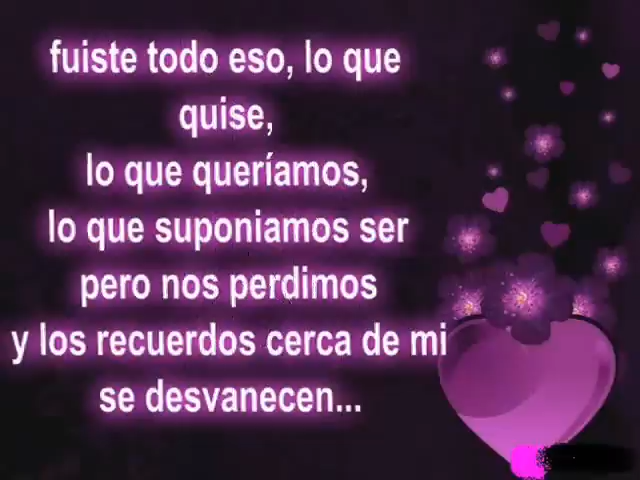 fuiste todo eso, lo que
quise,
lo que queríamos,
lo que suponiamos ser
pero nos perdimos
y los recuerdos cerca de mi
se desvanecen...